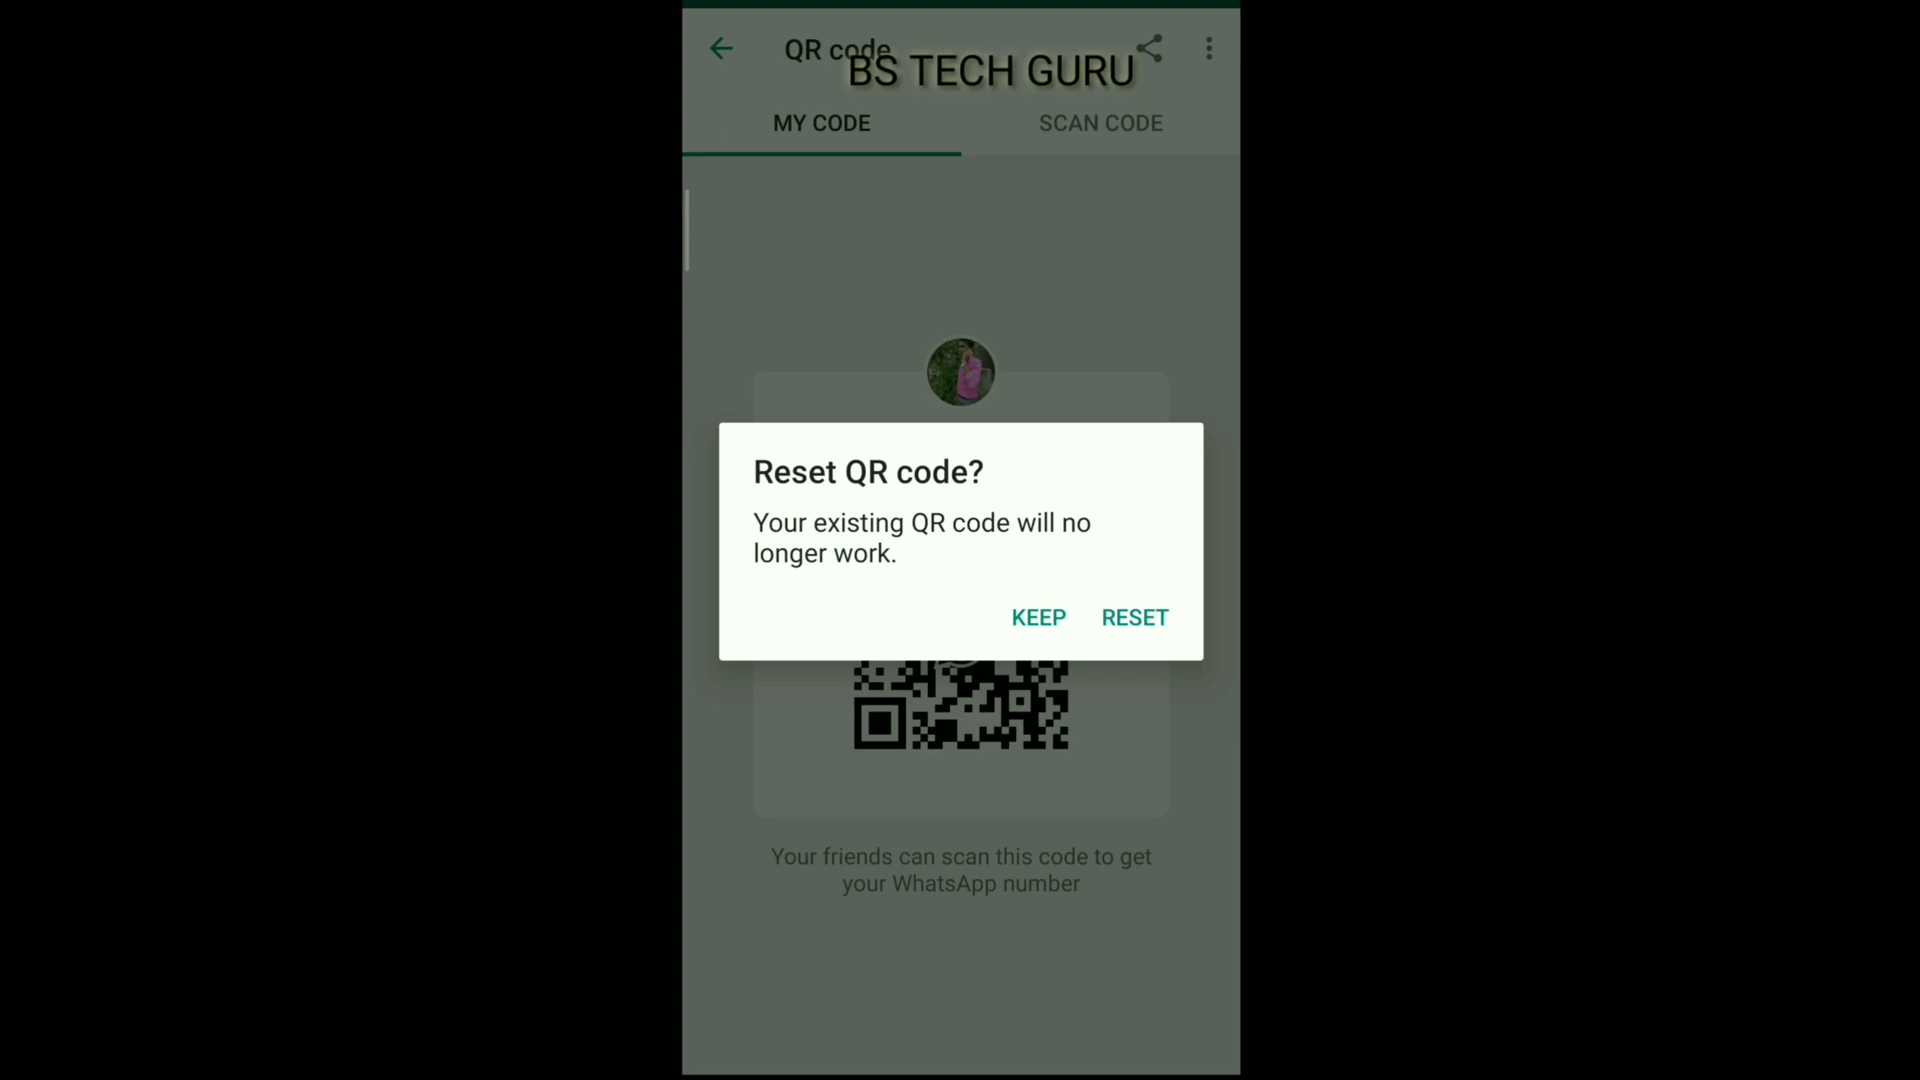 QR code
BS TECH GURU
MY CODE
SCAN CODE
Reset QR code?
Your existing QR code will no
longer work.
KEEP
RESET
Your friends can scan this code to get
your WhatsApp number